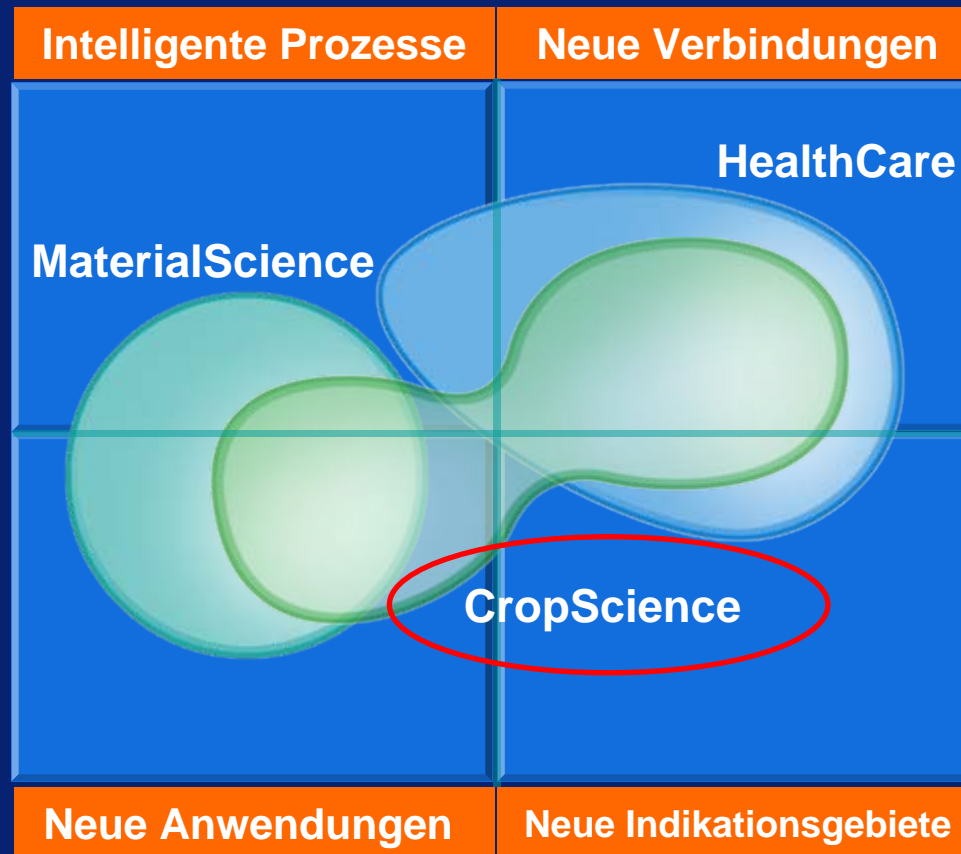 Intelligente Prozesse
Neue Verbindungen
HealthCare
MaterialScience
CropScience
Neue Anwendungen
Neue Indikationsgebiete